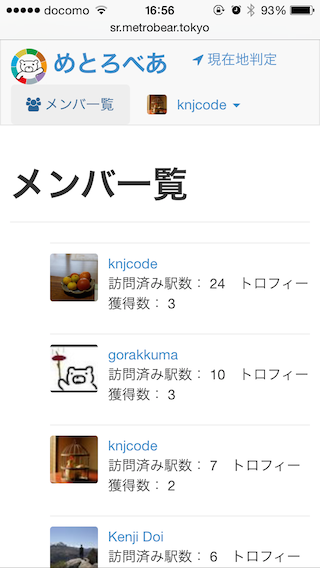 docomo 16:56 93%
sr.metrobear.tokyo
めとろべあ 現在地判定
メンバ一覧 knjcode
メンバ一覧
knjcode
訪問済み駅数： 24 トロフィー
獲得数： 3
gorakkuma
訪問済み駅数： 10 トロフィー
獲得数： 3
knjcode
訪問済み駅数： 7 トロフィー
獲得数： 2
Kenji Doi
訪問済み駅数： 6 トロフィー